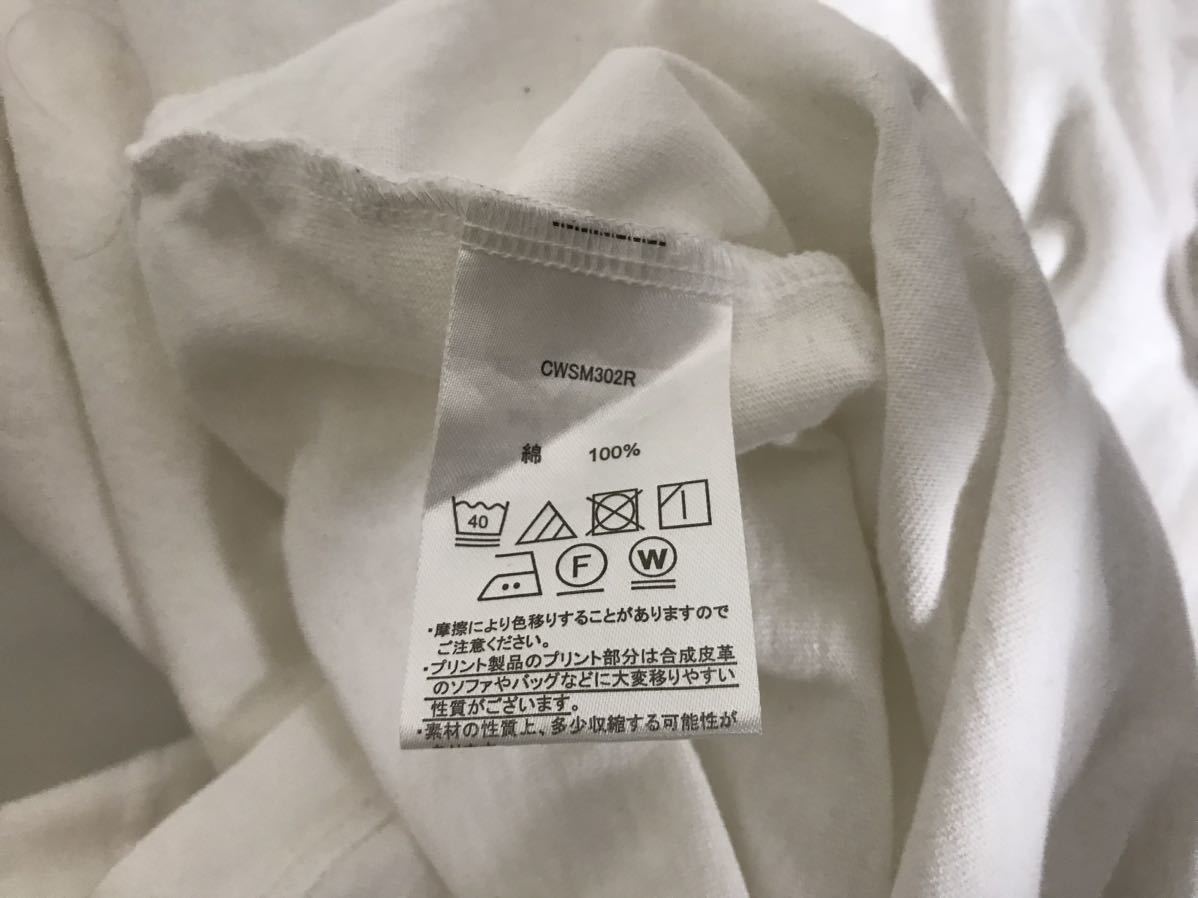 CWSM302R
綿 100%
40
F
W
・摩擦により色移りすることがありますので
ご注意ください。
・プリント製品のプリント部分は合成皮革
のソファやバッグなどに大変移りやすい
性質がございます。
・素材の性質上、多少収縮する可能性が